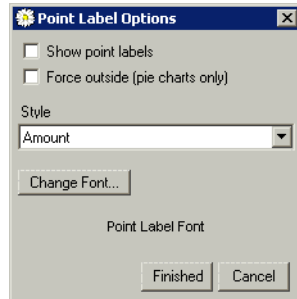 Point Label Options
Show point labels
Force outside (pie charts only)
Style
Amount
Change Font...
Point Label Font
Finished
Cancel